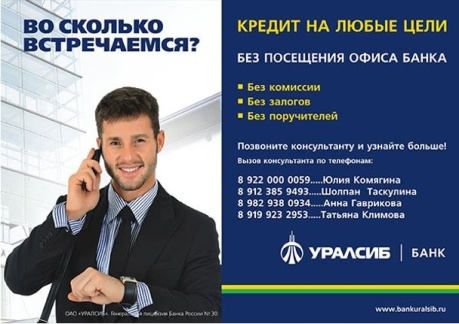 ВО СКОЛЬКО
ВСТРЕЧАЕМСЯ?
ОАО «УРАЛСИБ». Генеральная лицензия Банка России № 30
КРЕДИТ НА ЛЮБЫЕ ЦЕЛИ
БЕЗ ПОСЕЩЕНИЯ ОФИСА БАНКА
Без комиссии
Без залогов
Без поручителей
Позвоните консультанту и узнайте больше!
Вызов консультанта по телефонам:
8 922 000 0059.....Юлия Комягина
8 912 385 9493.....Шолпан Таскулина
8 982 938 0934.....Анна Гаврикова
8 919 923 2953.....Татьяна Климова
УРАЛСИБ | БАНК
www.bankuralsib.ru